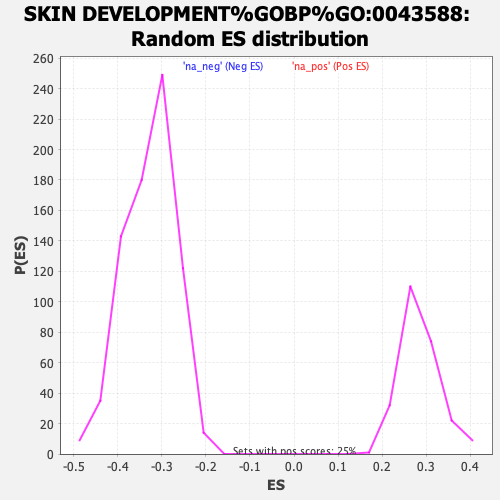 SKIN DEVELOPMENT%GOBP%GO:0043588:
Random ES distribution
'na_neg' (Neg ES) 'na_pos' (Pos ES)
260
240
220
200
180
160
140
120
100
80
60
40
20
0
P(ES)
Sets with pos scores: 25%
-0.5 -0.4 -0.3 -0.2 -0.1 0.0 0.1 0.2 0.3 0.4
ES